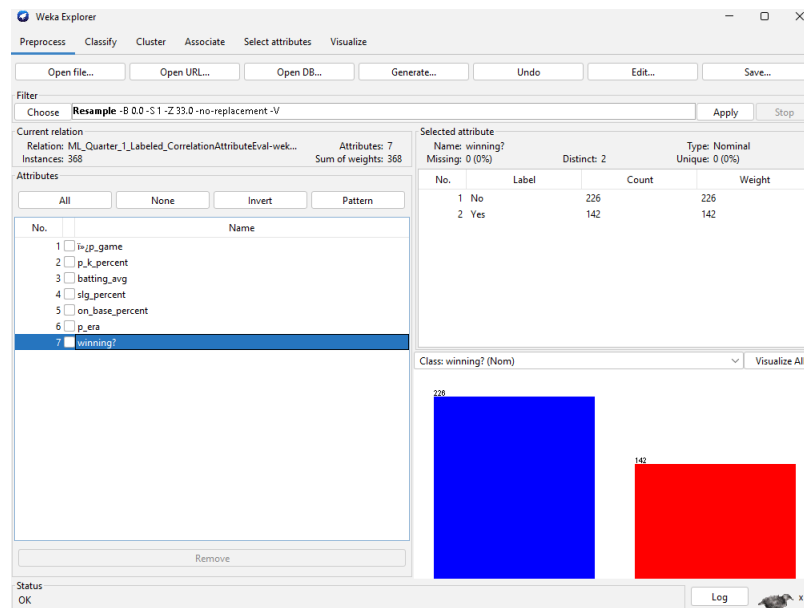 Weka Explorer
Preprocess Classify Cluster Associate Select attributes Visualize
Open file... Open URL... Open DB... Generate... Undo Edit... Save...
Filter
Choose Resample -B 0.0 -S 1 -Z 33.0 -no-replacement -V Apply Stop
Current relation
Relation: ML_Quarter_1_Labeled_CorrelationAttributeEval-wek... Attributes: 7
Instances: 368 Sum of weights: 368
Attributes
All None Invert Pattern
No. Name
1 ï»¿p_game
2 p_k_percent
3 batting_avg
4 slg_percent
5 on_base_percent
6 p_era
7 winning?
Remove
Selected attribute
Name: winning? Type: Nominal
Missing: 0 (0%) Distinct: 2 Unique: 0 (0%)
No. Label Count Weight
1 No 226 226
2 Yes 142 142
Class: winning? (Nom) Visualize All
226
142
Status
OK
Log
x